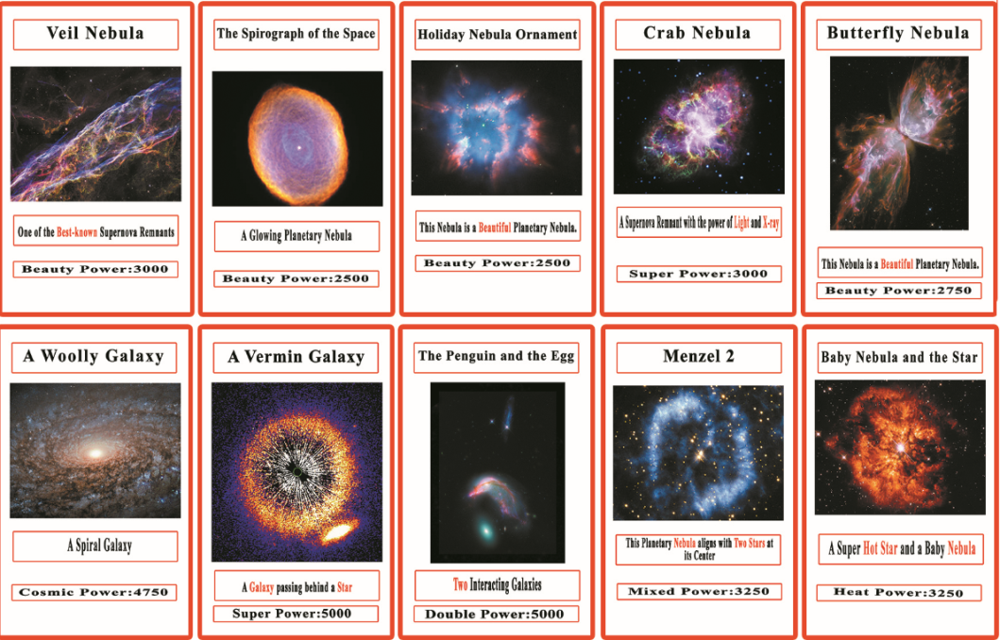 Veil Nebula
One of the Best-known Supernova Remnants
Beauty Power:3000
The Spirograph of the Space
A Glowing Planetary Nebula
Beauty Power:2500
Holiday Nebula Ornament
This Nebula is a Beautiful Planetary Nebula.
Beauty Power:2500
Crab Nebula
A Supernova Remnant with the power of Light and X-ray
Super Power:3000
Butterfly Nebula
This Nebula is a Beautiful Planetary Nebula.
Beauty Power:2750
A Woolly Galaxy
A Spiral Galaxy
Cosmic Power:4750
A Vermin Galaxy
A Galaxy passing behind a Star
Super Power:5000
The Penguin and the Egg
Two Interacting Galaxies
Double Power:5000
Menzel 2
This Planetary Nebula aligns with Two Stars at
its Center
Mixed Power:3250
Baby Nebula and the Star
A Super Hot Star and a Baby Nebula
Heat Power:3250